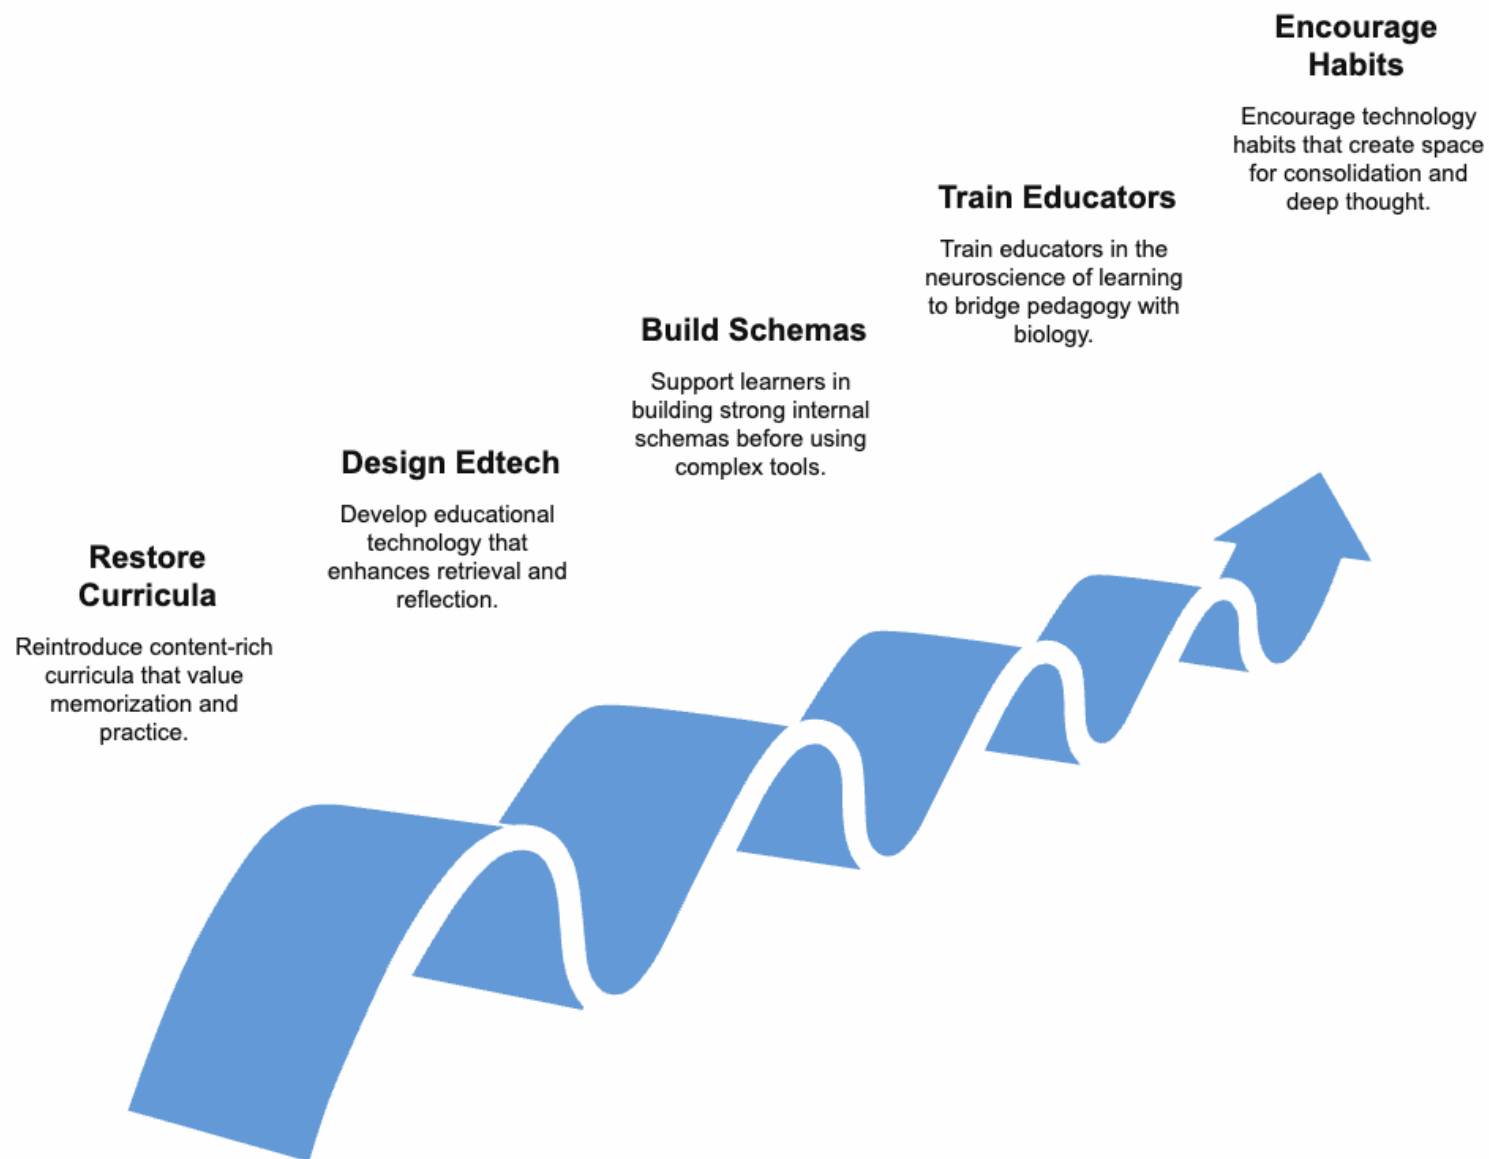 Restore
Curricula
Reintroduce content-rich
curricula that value
memorization and
practice.
Design Edtech
Develop educational
technology that
enhances retrieval and
reflection.
Build Schemas
Support learners in
building strong internal
schemas before using
complex tools.
Train Educators
Train educators in the
neuroscience of learning
to bridge pedagogy with
biology.
Encourage
Habits
Encourage technology
habits that create space
for consolidation and
deep thought.